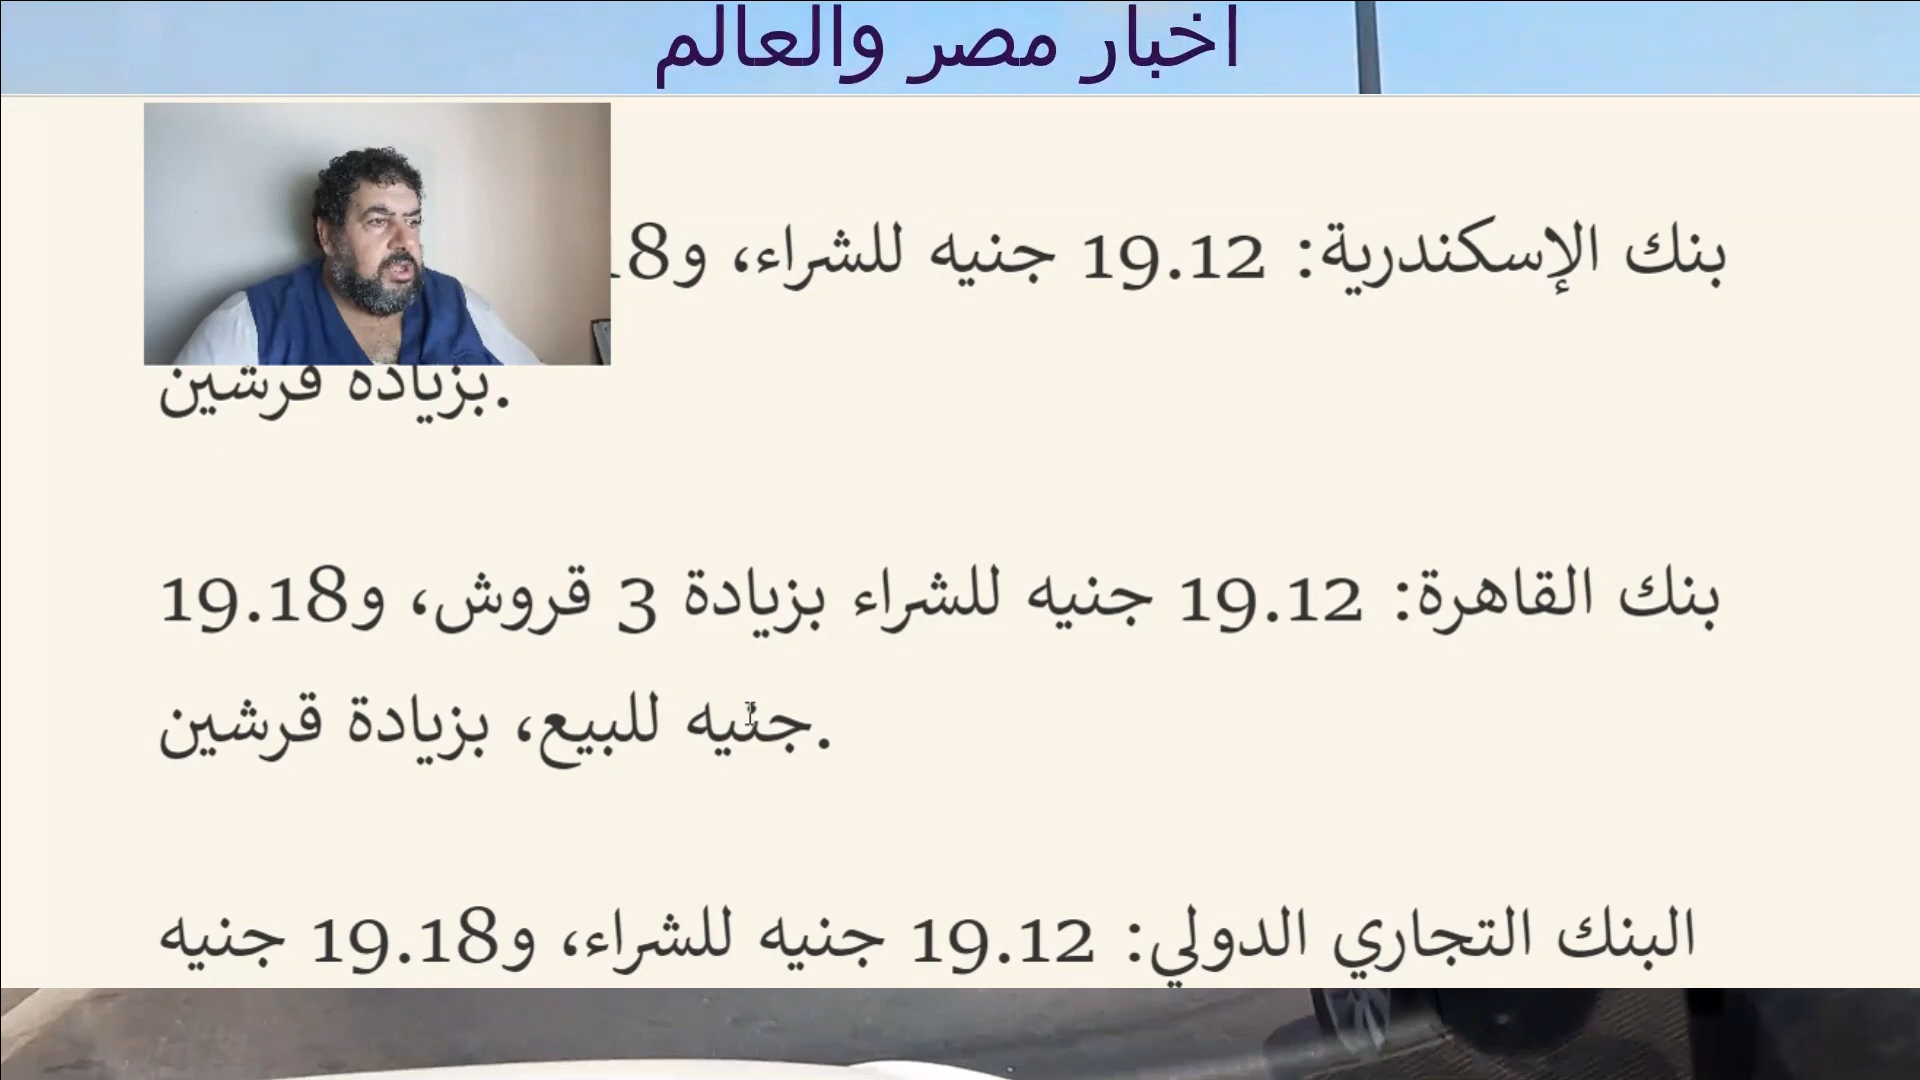 اخبار مصر والعالم
بنك الإسكندرية: 19.12 جنيه للشراء، و18
بزيادة قرشين.
بنك القاهرة: 19.12 جنيه للشراء بزيادة 3 قروش، و19.18
جنيه للبيع، بزيادة قرشين.
البنك التجاري الدولي: 19.12 جنيه للشراء، و19.18 جنيه